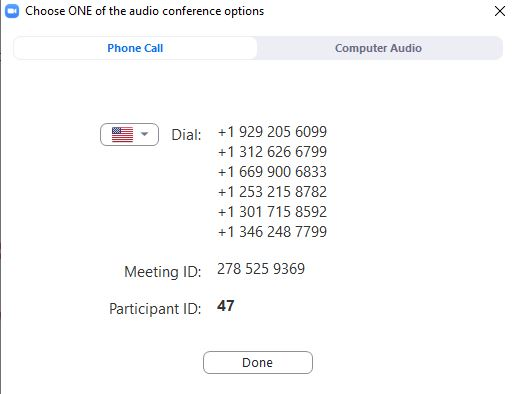 Choose ONE of the audio conference options
Phone Call
Computer Audio
Dial: +1 929 205 6099
+1 312 626 6799
+1 669 900 6833
+1 253 215 8782
+1 301 715 8592
+1 346 248 7799
Meeting ID: 278 525 9369
Participant ID: 47
Done